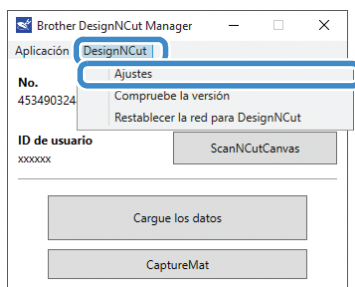 Brother DesignNCut Manager
Aplicación DesignNCut
Ajustes
No.
Compruebe la versión
453490324
Restablecer la red para DesignNCut
ID de usuario
ScanNCutCanvas
xxxxxx
Cargue los datos
CaptureMat